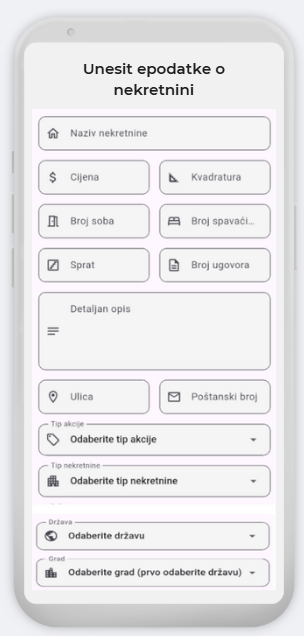 Unesit epodatke o
nekretnini
Naziv nekretnine
Cijena
Kvadratura
Broj soba
Broj spavaći...
Sprat
Broj ugovora
Detaljan opis
Ulica
Poštanski broj
Tip akcije
Odaberite tip akcije
Tip nekretnine
Odaberite tip nekretnine
Država
Odaberite državu
Grad
Odaberite grad (prvo odaberite državu)